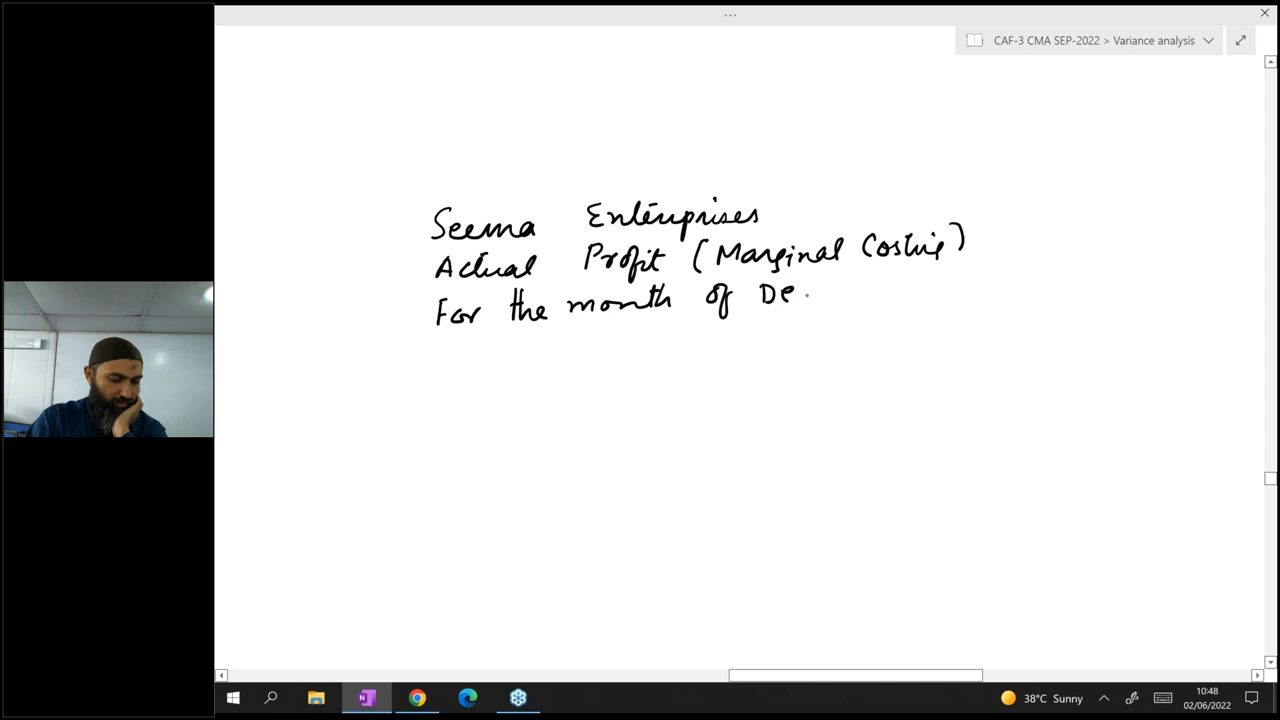 CAF-3 CMA SEP-2022 > Variance analysis
Seema Enterprises
Actual Profit (Marginal Costing)
For the month of De
38°C Sunny
10:48
02/06/2022